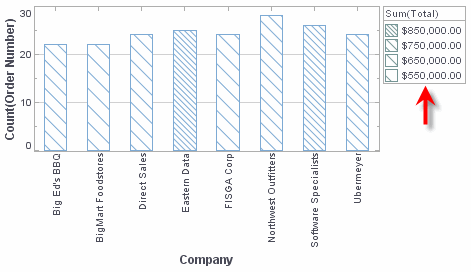 Count(Order Number)
30
20
10
0
Big Ed's BBQ
BigMart Foodstores
Direct Sales
Eastern Data
FISGA Corp
Northwest Outfitters
Software Specialists
Ubermeyer
Company
Sum(Total)
$850,000.00
$750,000.00
$650,000.00
$550,000.00